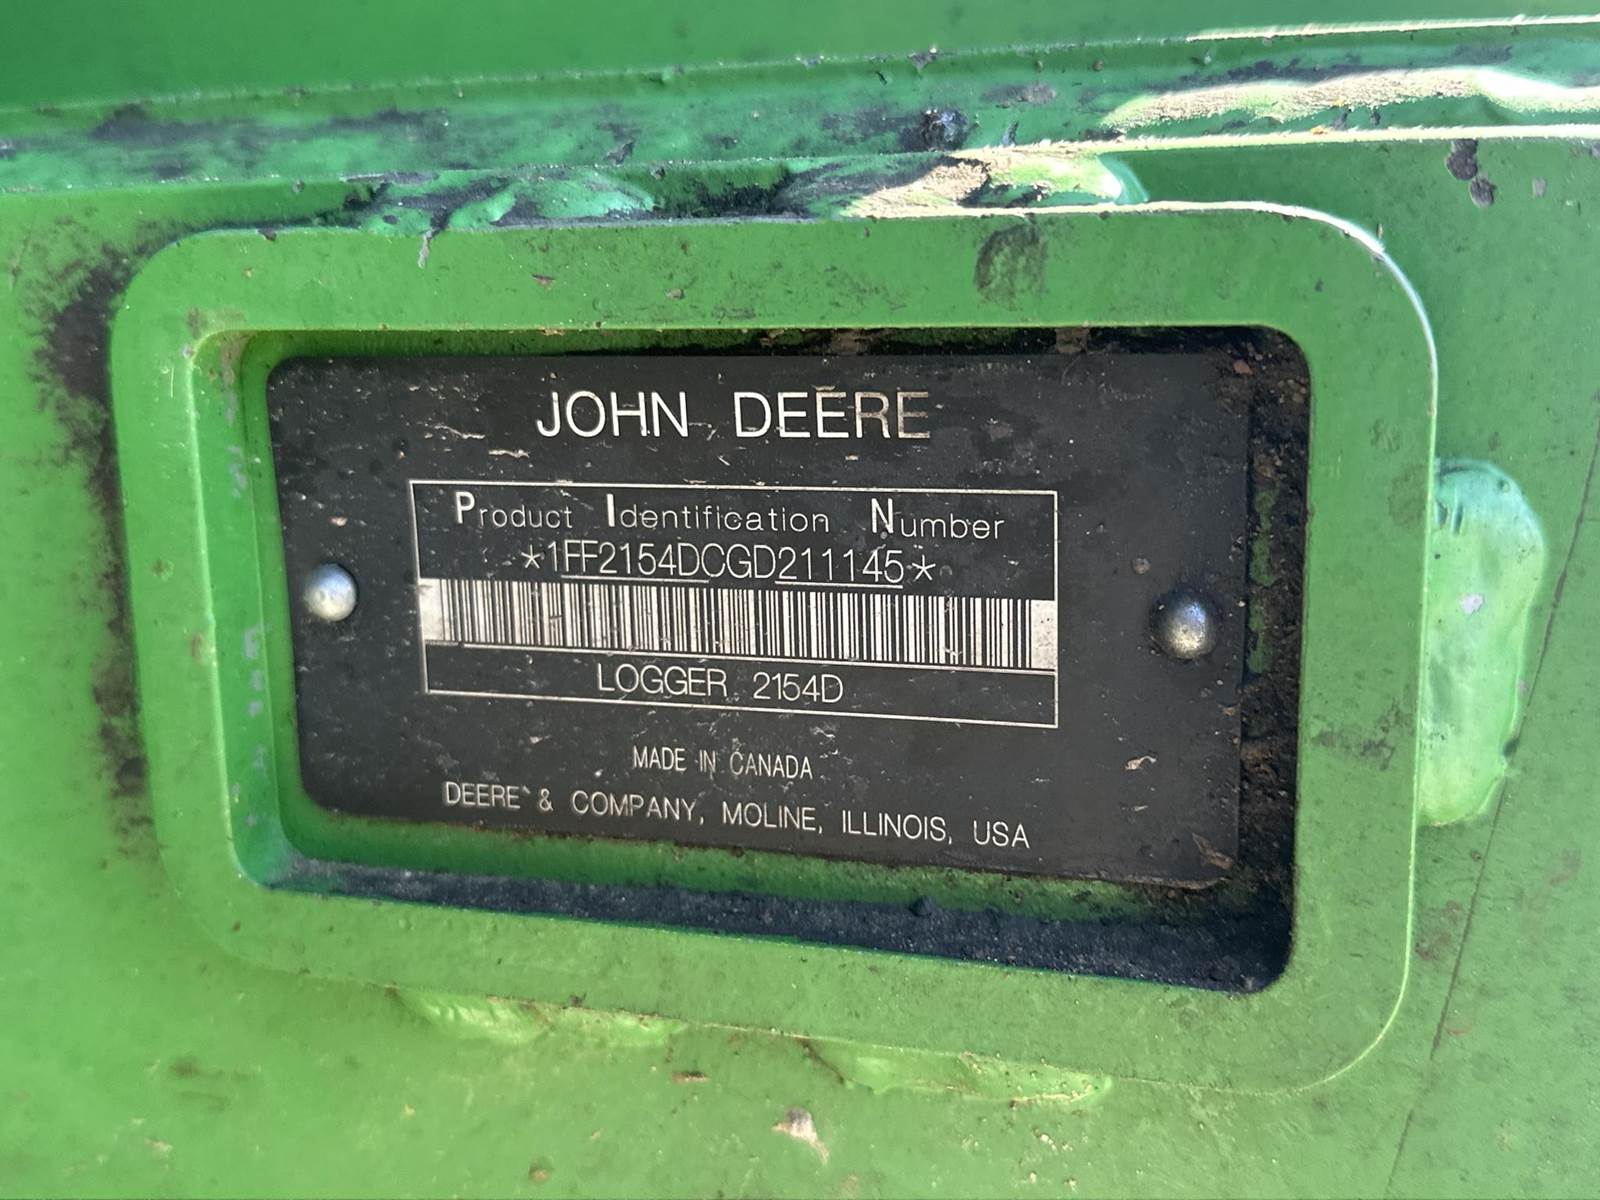 JOHN DEERE
Product Identification Number
*1FF2154DCGD211145*
LOGGER 2154D
MADE IN CANADA
DEERE & COMPANY, MOLINE, ILLINOIS, USA